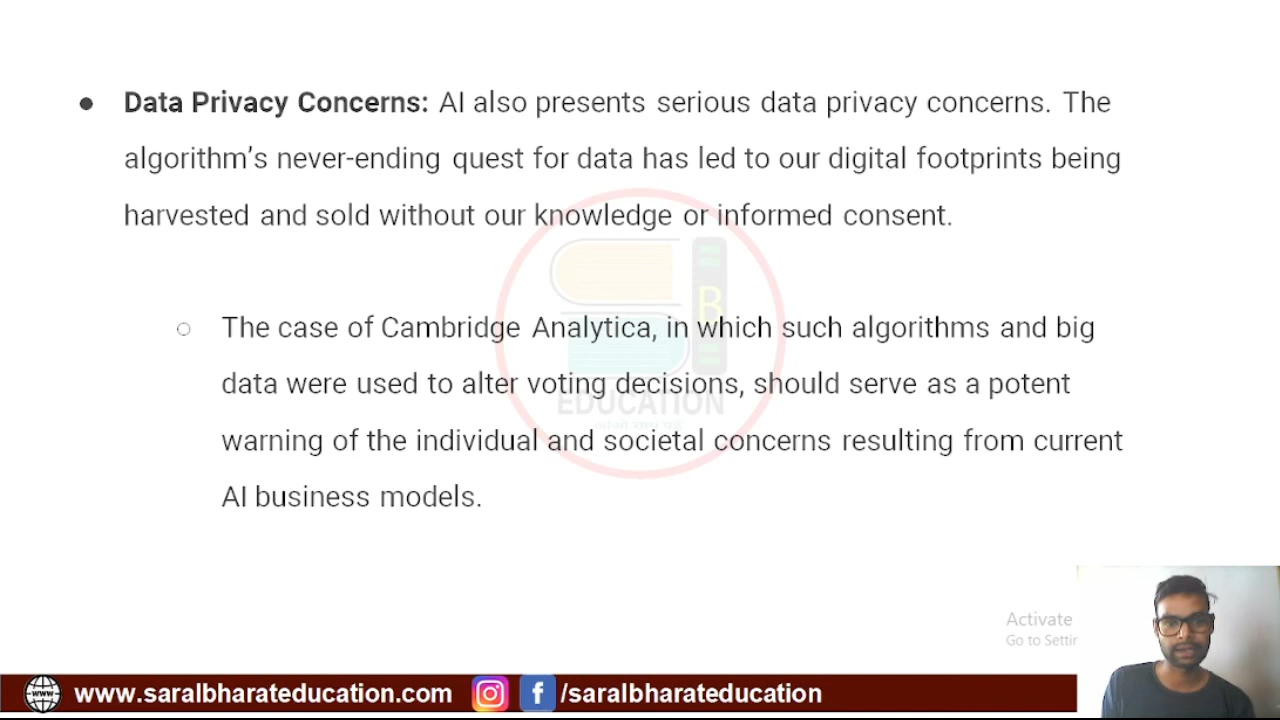 ● Data Privacy Concerns: AI also presents serious data privacy concerns. The
algorithm’s never-ending quest for data has led to our digital footprints being
harvested and sold without our knowledge or informed consent.
○ The case of Cambridge Analytica, in which such algorithms and big
data were used to alter voting decisions, should serve as a potent
warning of the individual and societal concerns resulting from current
AI business models.
B
EDUCATION
Activate
Go to Settin
www
www.saralbharateducation.com
f /saralbharateducation